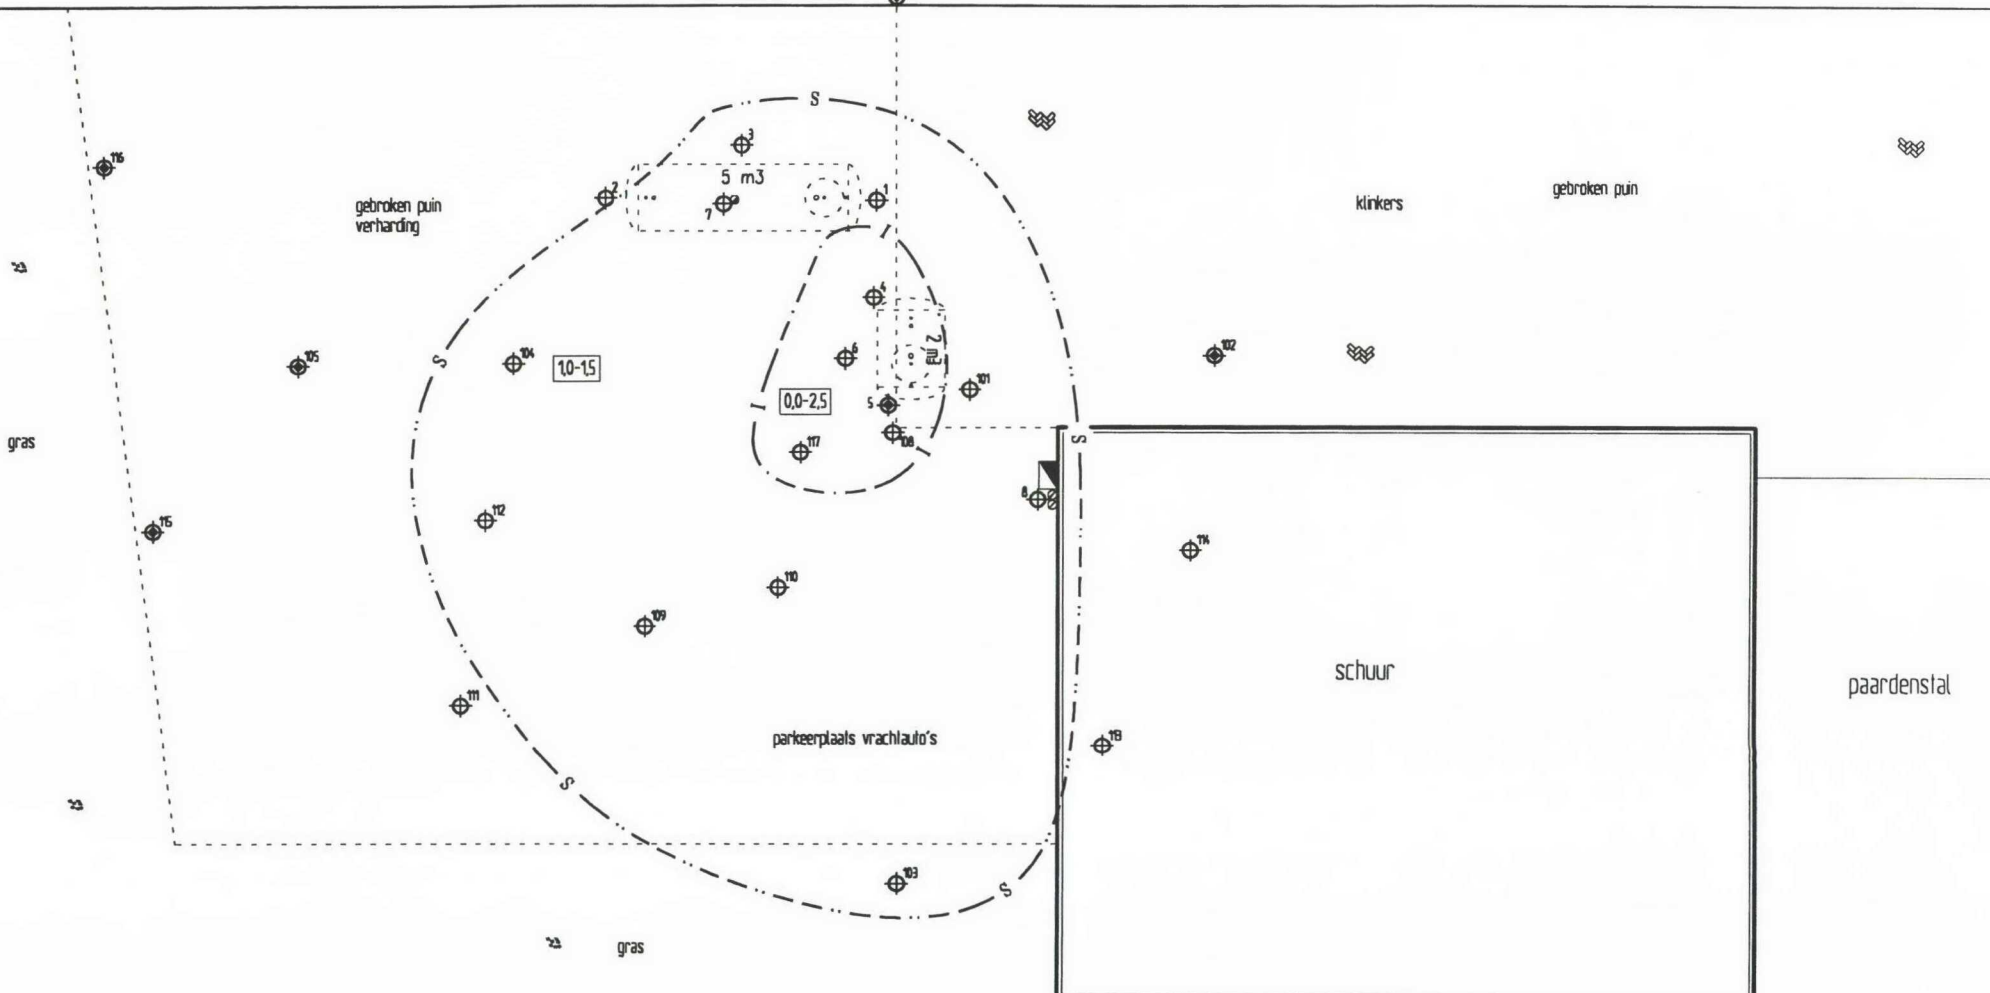 S
3
116
5 m3
2
1
7
gebroken puin
verharding
klinkers
gebroken puin
I
4
2 m3
6
105
S
104
1,0-1,5
102
101
I
0,0-2,5
5
108
117
I
S
gras
8
112
115
114
110
109
schuur
paardenstal
111
parkeerplaats vrachtauto's
113
S
103
S
gras